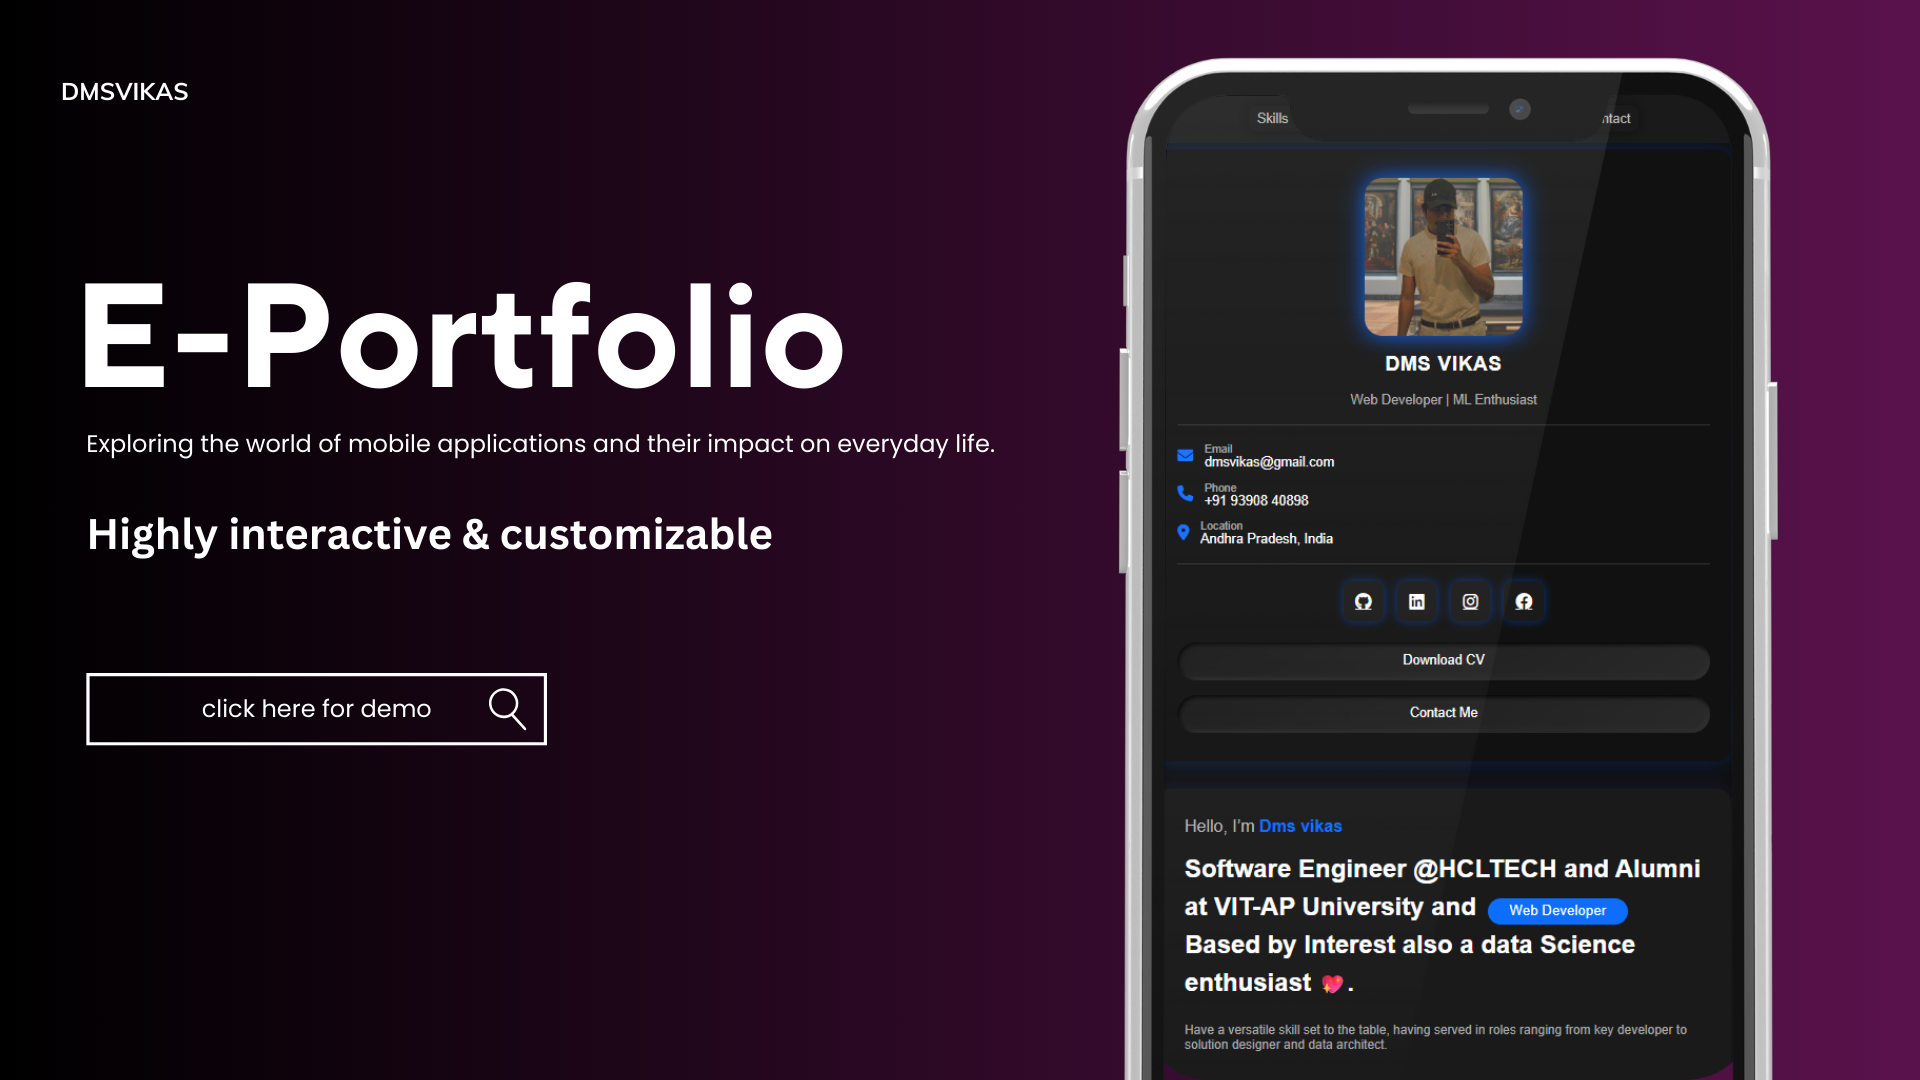 DMSVIKAS
E-Portfolio
Exploring the world of mobile applications and their impact on everyday life.
Highly interactive & customizable
click here for demo
Skills
ntact
DMS VIKAS
Web Developer | ML Enthusiast
Email
dmsvikas@gmail.com
Phone
+91 93908 40898
Location
Andhra Pradesh, India
Download CV
Contact Me
Hello, I'm Dms vikas
Software Engineer @HCLTECH and Alumni
at VIT-AP University and Web Developer
Based by Interest also a data Science
enthusiast 💖.
Have a versatile skill set to the table, having served in roles ranging from key developer to
solution designer and data architect.